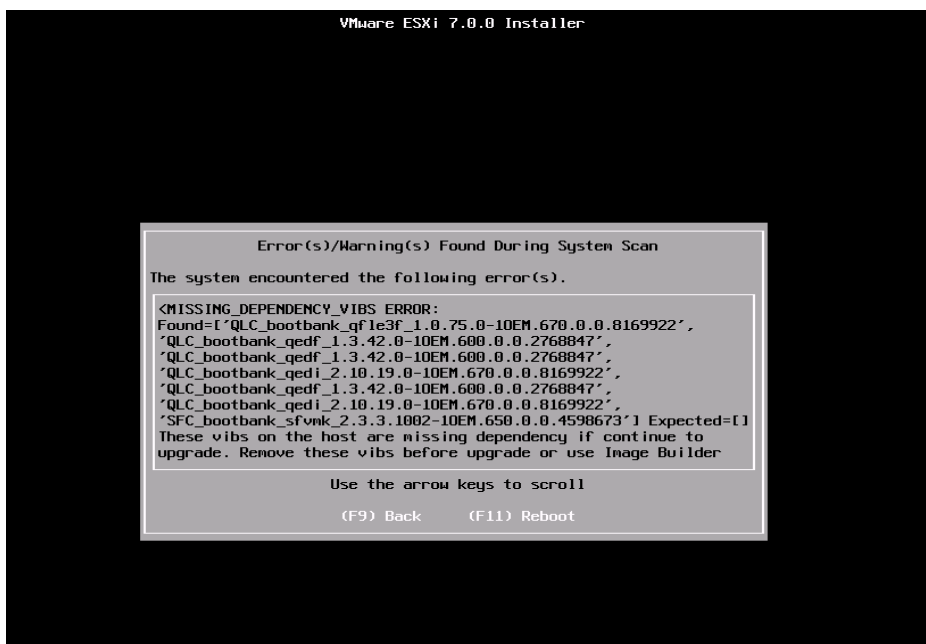 VMware ESXi 7.0.0 Installer
Error(s)/Warning(s) Found During System Scan
The system encountered the following error(s).
<MISSING_DEPENDENCY_VIBS ERROR:
Found=['QLC_bootbank_qfle3f_1.0.75.0-1OEM.670.0.0.8169922',
'QLC_bootbank_qedf_1.3.42.0-1OEM.600.0.0.2768847',
'QLC_bootbank_qedf_1.3.42.0-1OEM.600.0.0.2768847',
'QLC_bootbank_qedi_2.10.19.0-1OEM.670.0.0.8169922',
'QLC_bootbank_qedf_1.3.42.0-1OEM.600.0.0.2768847',
'QLC_bootbank_qedi_2.10.19.0-1OEM.670.0.0.8169922',
'SFC_bootbank_sfvmk_2.3.3.1002-1OEM.650.0.0.4598673'] Expected=[]
These vibs on the host are missing dependency if continue to
upgrade. Remove these vibs before upgrade or use Image Builder
Use the arrow keys to scroll
(F9) Back (F11) Reboot